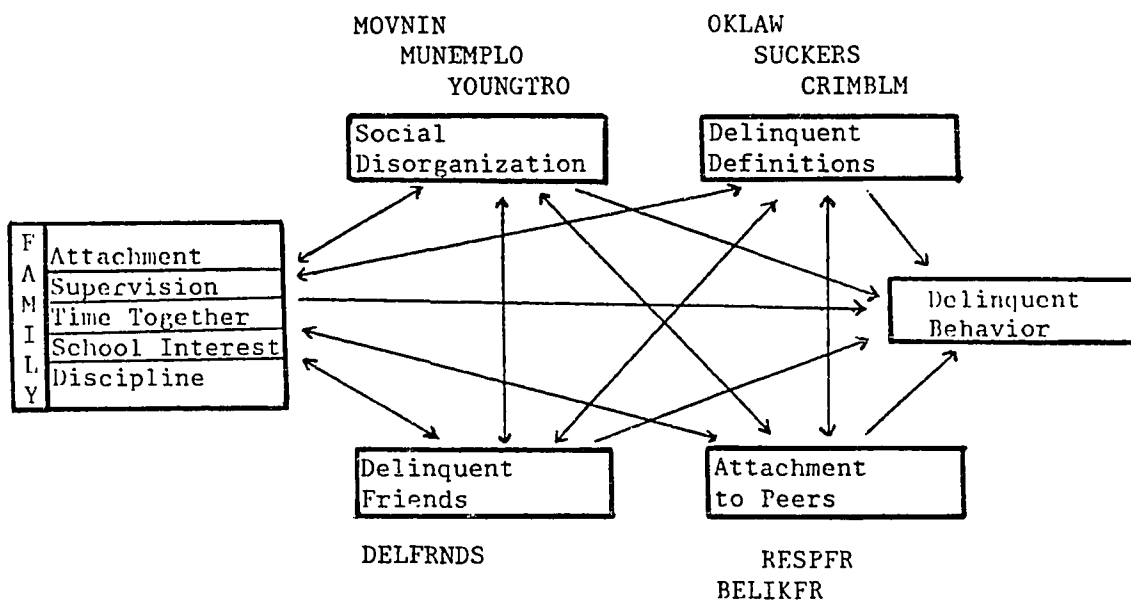 MOVNIN
MUNEMPLO
YOUNGTRO
OKLAW
SUCKERS
CRIMBLM
Social
Disorganization
Delinquent
Definitions
FAMILY
Attachment
Supervision
Time Together
School Interest
Discipline
Delinquent
Behavior
Delinquent
Friends
Attachment
to Peers
DELFRNDS
RESPFR
BELIKFR